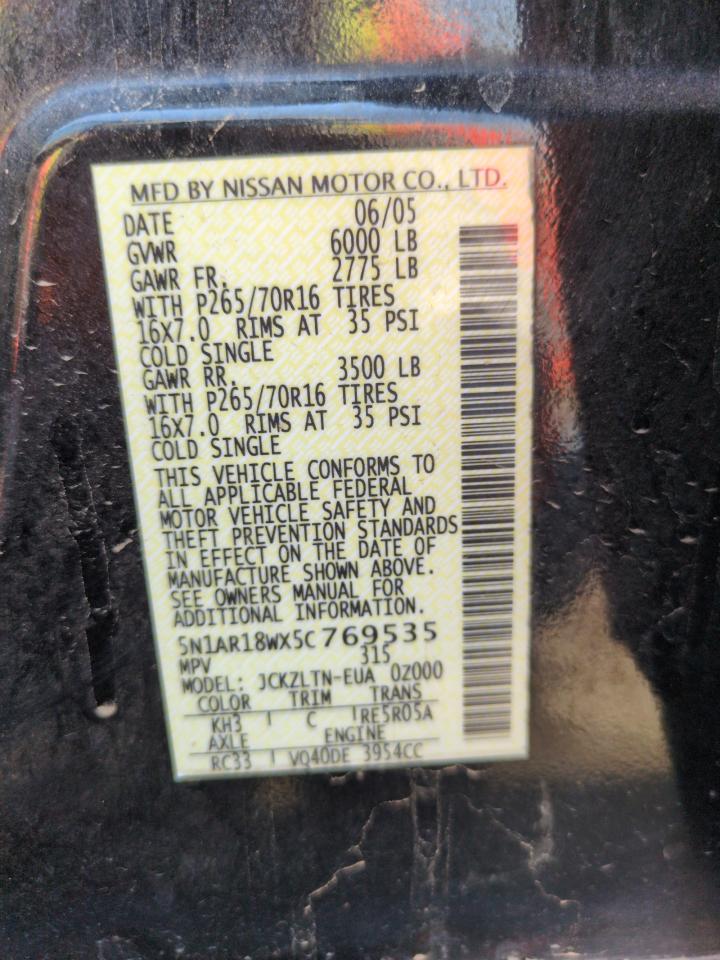 MFD BY NISSAN MOTOR CO., LTD.
DATE 06/05
GVWR 6000 LB
GAWR FR. 2775 LB
WITH P265/70R16 TIRES
16X7.0 RIMS AT 35 PSI
COLD SINGLE
GAWR RR. 3500 LB
WITH P265/70R16 TIRES
16X7.0 RIMS AT 35 PSI
COLD SINGLE
THIS VEHICLE CONFORMS TO
ALL APPLICABLE FEDERAL
MOTOR VEHICLE SAFETY AND
THEFT PREVENTION STANDARDS
IN EFFECT ON THE DATE OF
MANUFACTURE SHOWN ABOVE.
SEE OWNERS MANUAL FOR
ADDITIONAL INFORMATION.
5N1AR18WX5C769535
MPV 315
MODEL: JCKZLTN-EUA 0Z000
COLOR TRIM TRANS
KH3 C RE5R05A
AXLE ENGINE
RC33 VQ40DE 3954CC